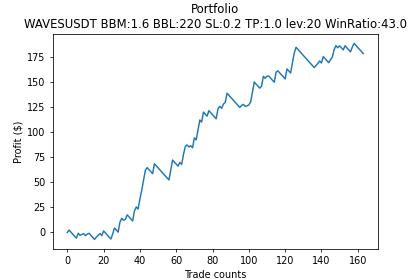 Portfolio
WAVESUSDT BBM:1.6 BBL:220 SL:0.2 TP:1.0 lev:20 WinRatio:43.0
175
150
125
100
75
50
25
0
Profit ($)
0 20 40 60 80 100 120 140 160
Trade counts